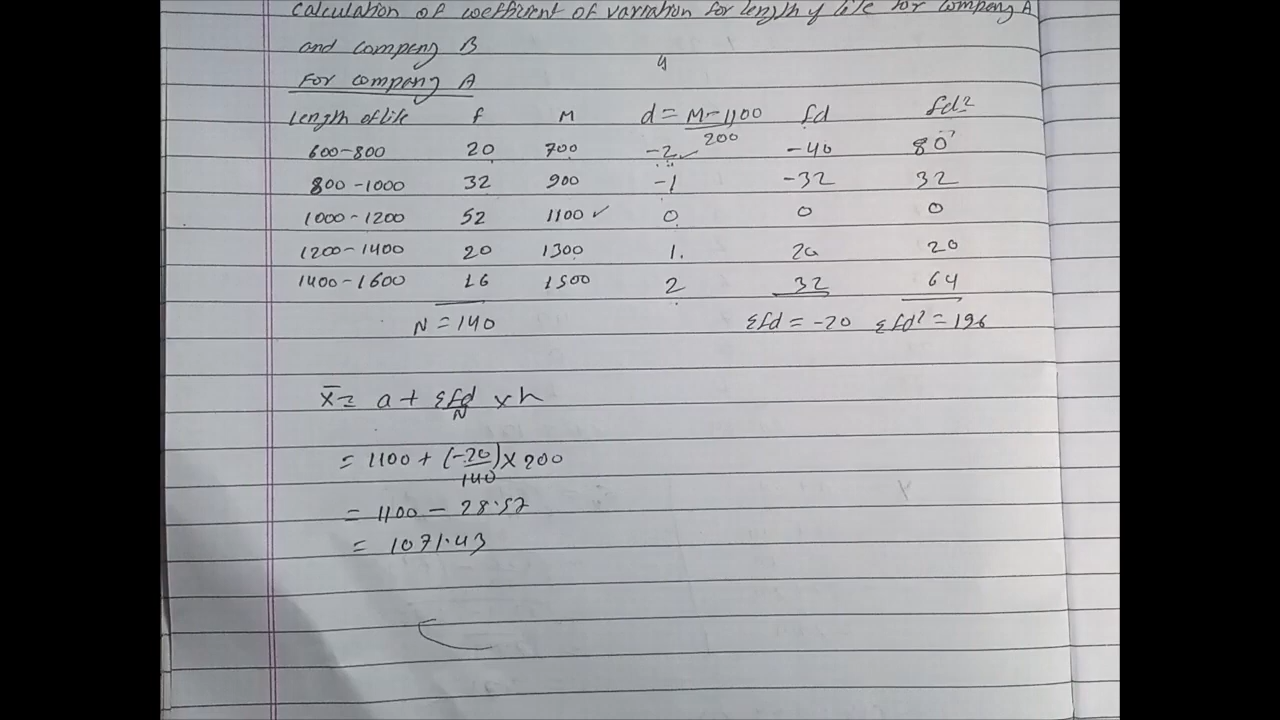 Calculation of coefficient of variation for length of life for company A
and company B
For company A
Length of life f M d = M-1100/200 fd fd²
600-800 20 700 -2 ✓ -40 80
800-1000 32 900 -1 -32 32
1000-1200 52 1100 ✓ 0 0 0
1200-1400 20 1300 1. 20 20
1400-1600 16 1500 2 32 64
N = 140 Σfd = -20 Σfd² = 196
x̄ = a + Σfd/N × h
= 1100 + (-20/140) × 200
= 1100 - 28.57
= 1071.43